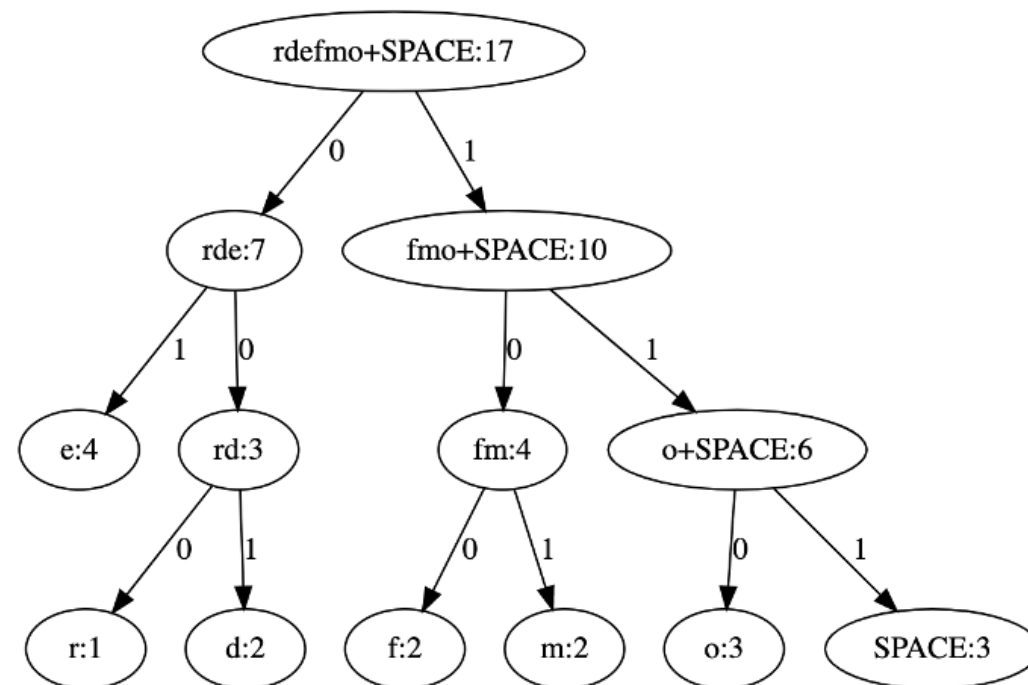 rdefmo+SPACE:17
0 1
rde:7 fmo+SPACE:10
1 0 0 1
e:4 rd:3 fm:4 o+SPACE:6
0 1 0 1 0 1
r:1 d:2 f:2 m:2 o:3 SPACE:3